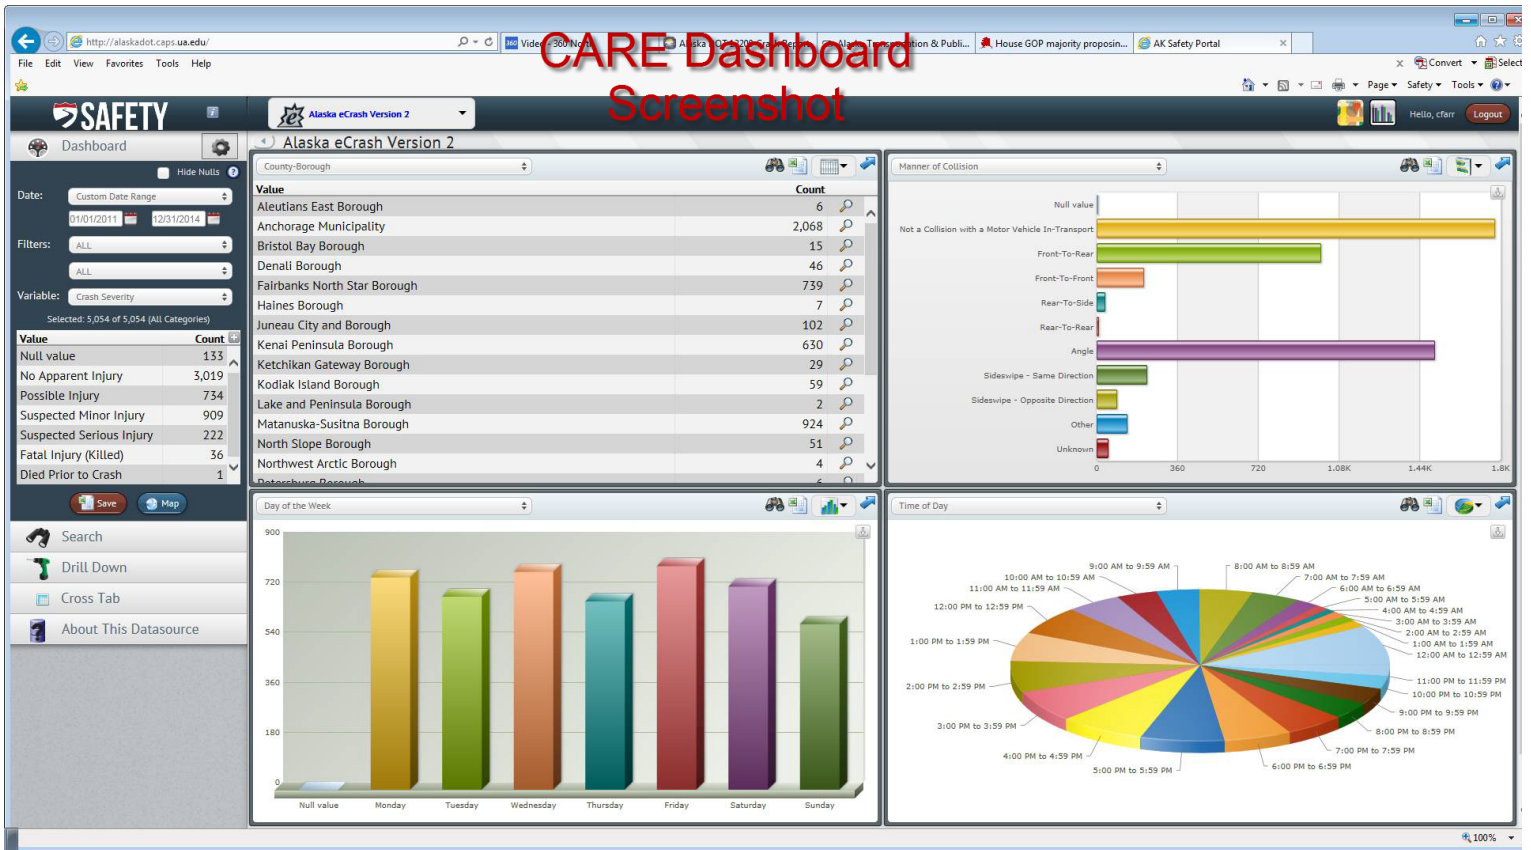 CARE Dashboard
Screenshot
http://alaskadot.caps.ua.edu/
360 Video - 360 North
Alaska DOT 12200 Crash Report
Alaska Transportation & Publi...
House GOP majority proposin...
AK Safety Portal
File Edit View Favorites Tools Help
Convert
Select
Page Safety Tools
SAFETY
Alaska eCrash Version 2
Hello, cfarr
Logout
Dashboard
Alaska eCrash Version 2
Hide Nulls
Date: Custom Date Range
01/01/2011 12/31/2014
Filters: ALL
ALL
Variable: Crash Severity
Selected: 5,054 of 5,054 (All Categories)
Value Count
Null value 133
No Apparent Injury 3,019
Possible Injury 734
Suspected Minor Injury 909
Suspected Serious Injury 222
Fatal Injury (Killed) 36
Died Prior to Crash 1
Save Map
Search
Drill Down
Cross Tab
About This Datasource
County-Borough
Value Count
Aleutians East Borough 6
Anchorage Municipality 2,068
Bristol Bay Borough 15
Denali Borough 46
Fairbanks North Star Borough 739
Haines Borough 7
Juneau City and Borough 102
Kenai Peninsula Borough 630
Ketchikan Gateway Borough 29
Kodiak Island Borough 59
Lake and Peninsula Borough 2
Matanuska-Susitna Borough 924
North Slope Borough 51
Northwest Arctic Borough 4
Petersburg Borough 6
Manner of Collision
Null value
Not a Collision with a Motor Vehicle In-Transport
Front-To-Rear
Front-To-Front
Rear-To-Side
Rear-To-Rear
Angle
Sideswipe - Same Direction
Sideswipe - Opposite Direction
Other
Unknown
0 360 720 1.08K 1.44K 1.8K
Day of the Week
900
720
540
360
180
0
Null value Monday Tuesday Wednesday Thursday Friday Saturday Sunday
Time of Day
9:00 AM to 9:59 AM
8:00 AM to 8:59 AM
10:00 AM to 10:59 AM
7:00 AM to 7:59 AM
11:00 AM to 11:59 AM
6:00 AM to 6:59 AM
5:00 AM to 5:59 AM
12:00 PM to 12:59 PM
4:00 AM to 4:59 AM
3:00 AM to 3:59 AM
2:00 AM to 2:59 AM
1:00 PM to 1:59 PM
1:00 AM to 1:59 AM
12:00 AM to 12:59 AM
2:00 PM to 2:59 PM
11:00 PM to 11:59 PM
10:00 PM to 10:59 PM
9:00 PM to 9:59 PM
3:00 PM to 3:59 PM
8:00 PM to 8:59 PM
7:00 PM to 7:59 PM
4:00 PM to 4:59 PM
6:00 PM to 6:59 PM
5:00 PM to 5:59 PM
100%